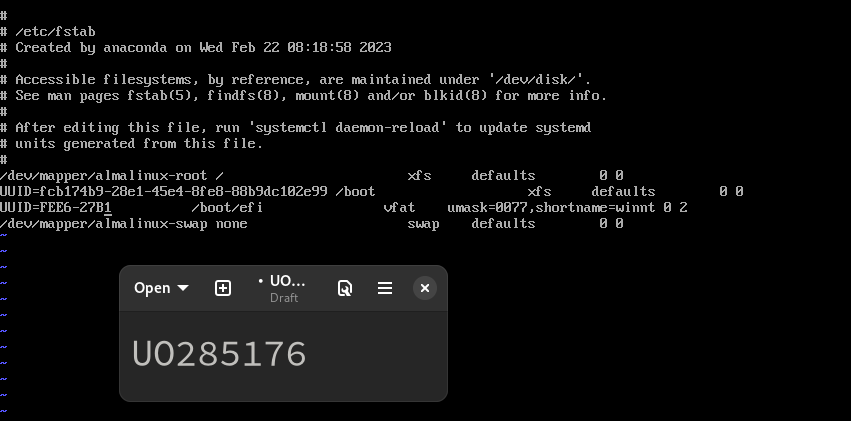 #
# /etc/fstab
# Created by anaconda on Wed Feb 22 08:18:58 2023
#
# Accessible filesystems, by reference, are maintained under '/dev/disk/'.
# See man pages fstab(5), findfs(8), mount(8) and/or blkid(8) for more info.
#
# After editing this file, run 'systemctl daemon-reload' to update systemd
# units generated from this file.
#
/dev/mapper/almalinux-root / xfs defaults 0 0
UUID=fcb174b9-28e1-45e4-8fe8-88b9dc102e99 /boot xfs defaults 0 0
UUID=FEE6-27B1 /boot/efi vfat umask=0077,shortname=winnt 0 2
/dev/mapper/almalinux-swap none swap defaults 0 0
~
~
~
~
~
~
~
~
~
~
~
~
Open
• UO...
Draft
UO285176